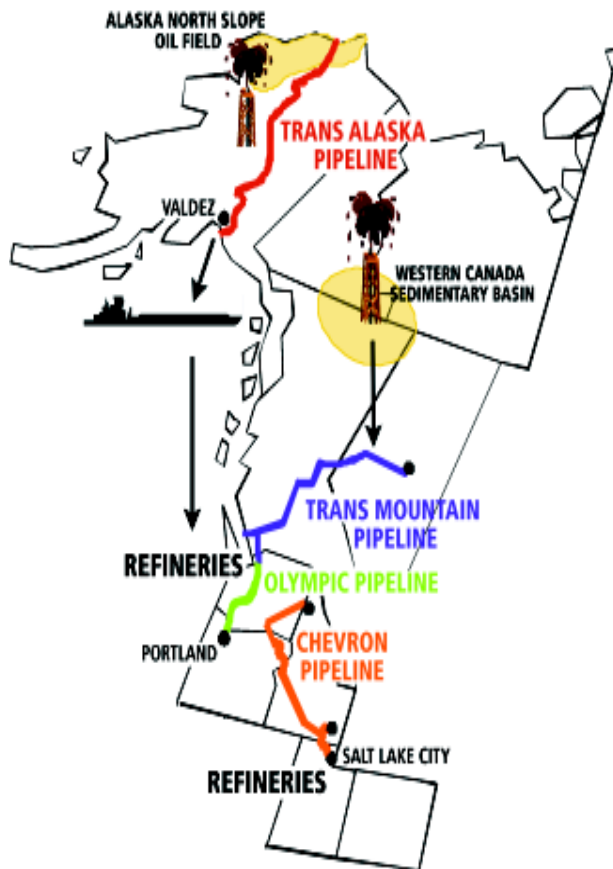 ALASKA NORTH SLOPE
OIL FIELD
TRANS ALASKA
PIPELINE
VALDEZ
WESTERN CANADA
SEDIMENTARY BASIN
TRANS MOUNTAIN
PIPELINE
REFINERIES
OLYMPIC PIPELINE
PORTLAND
CHEVRON
PIPELINE
SALT LAKE CITY
REFINERIES